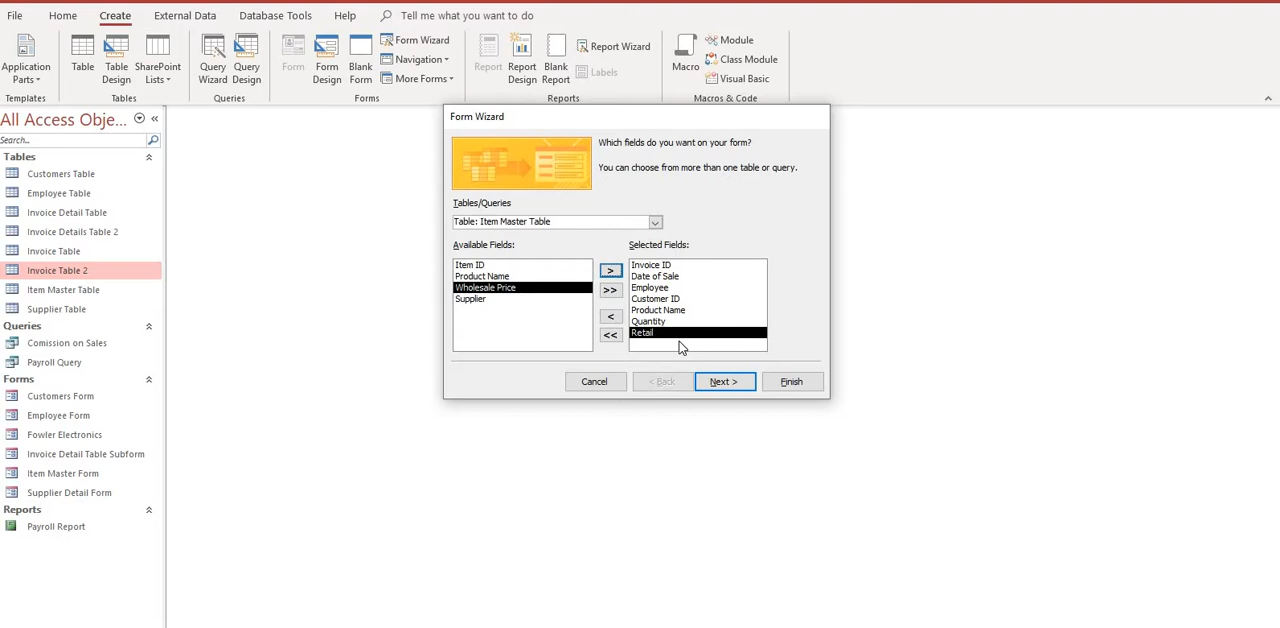 File Home Create External Data Database Tools Help Tell me what you want to do
Application Parts
Table
Table Design
SharePoint Lists
Query Wizard
Query Design
Form
Form Design
Blank Form
Form Wizard
Navigation
More Forms
Report
Report Design
Blank Report
Report Wizard
Labels
Macro
Module
Class Module
Visual Basic
Templates Tables Queries Forms Reports Macros & Code
All Access Obje... «
Search...
Tables
Customers Table
Employee Table
Invoice Detail Table
Invoice Details Table 2
Invoice Table
Invoice Table 2
Item Master Table
Supplier Table
Queries
Comission on Sales
Payroll Query
Forms
Customers Form
Employee Form
Fowler Electronics
Invoice Detail Table Subform
Item Master Form
Supplier Detail Form
Reports
Payroll Report
Form Wizard
Which fields do you want on your form?
You can choose from more than one table or query.
Tables/Queries
Table: Item Master Table
Available Fields:
Item ID
Product Name
Wholesale Price
Supplier
>
>>
<
<<
Selected Fields:
Invoice ID
Date of Sale
Employee
Customer ID
Product Name
Quantity
Retail
Cancel < Back Next > Finish